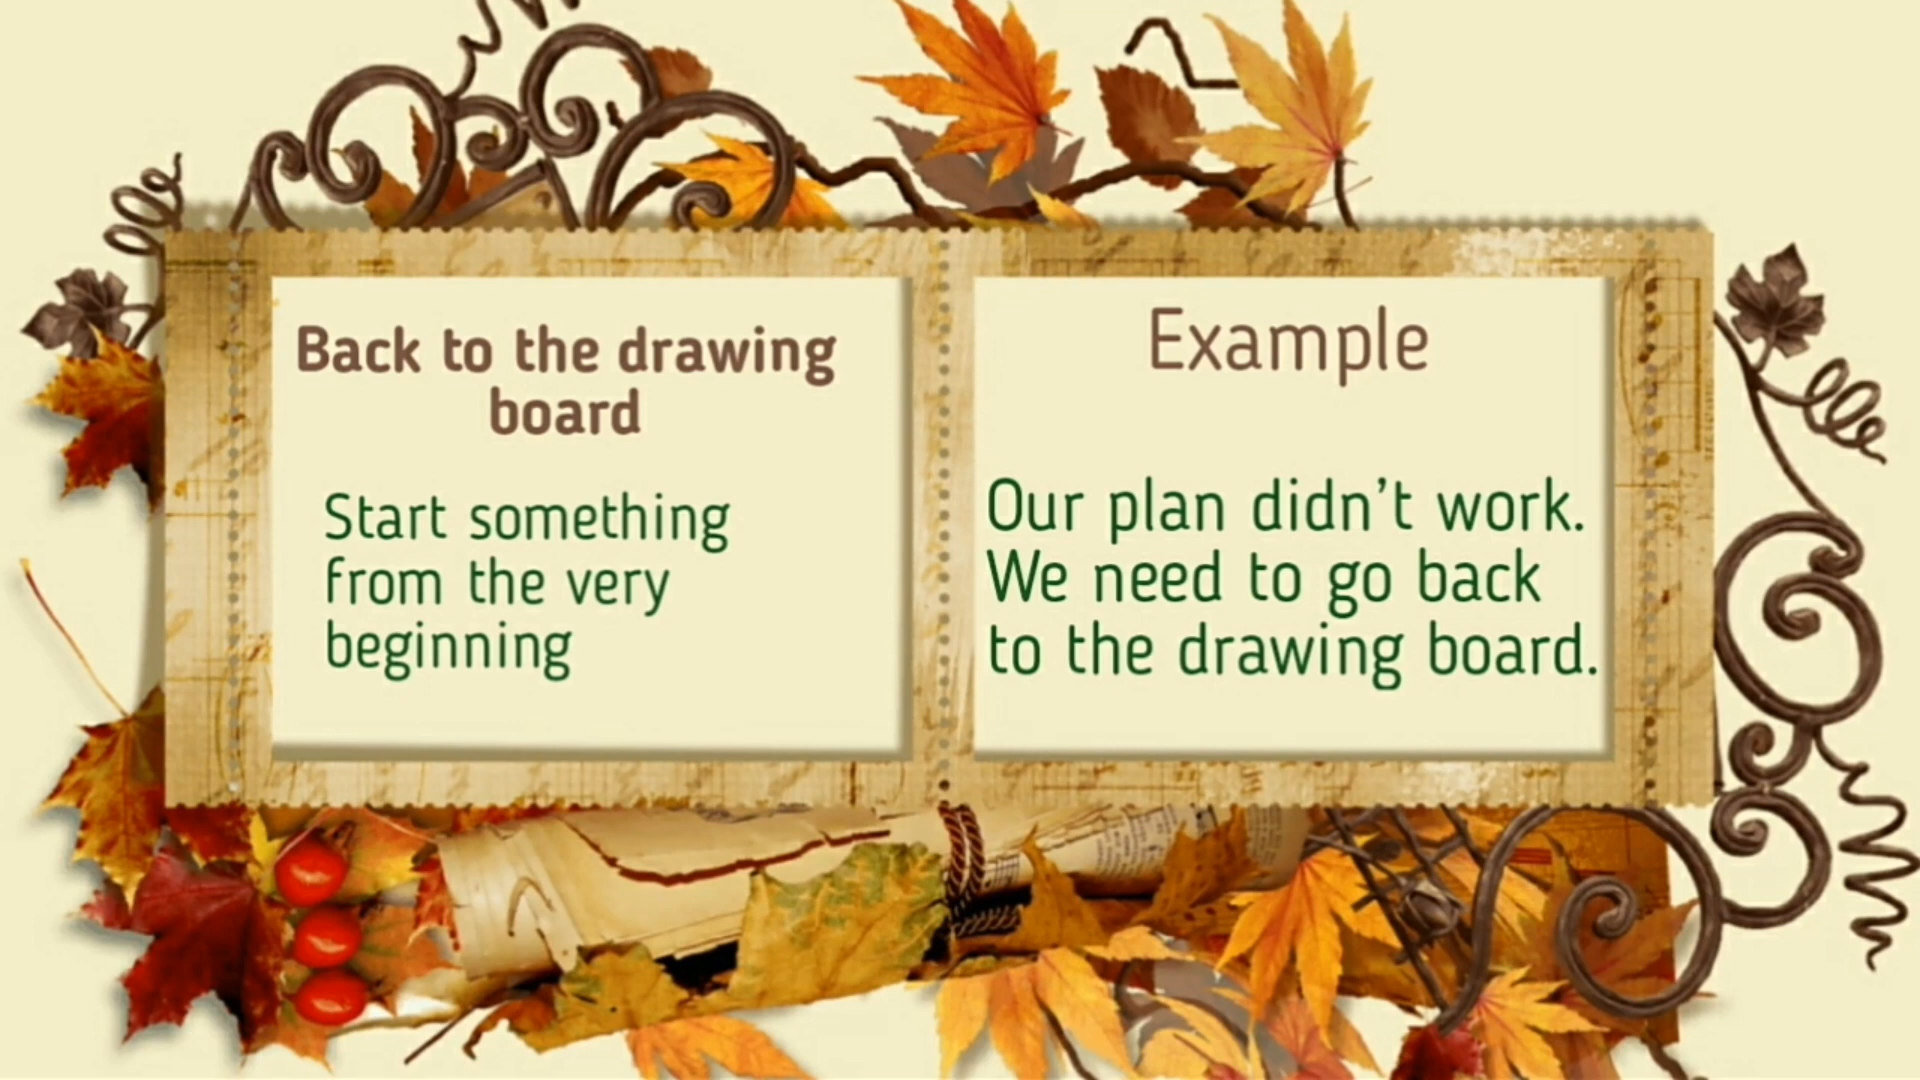 Back to the drawing
board
Start something
from the very
beginning
Example
Our plan didn't work.
We need to go back
to the drawing board.